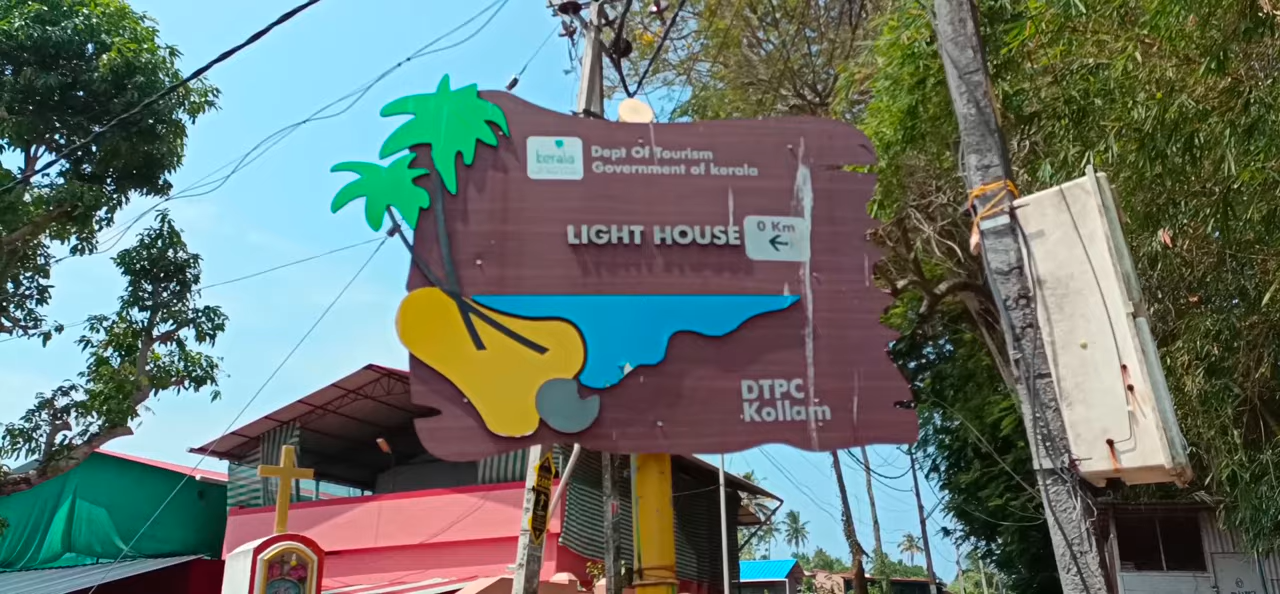 kerala
Dept Of Tourism
Government of kerala
LIGHT HOUSE
0 Km
DTPC
Kollam